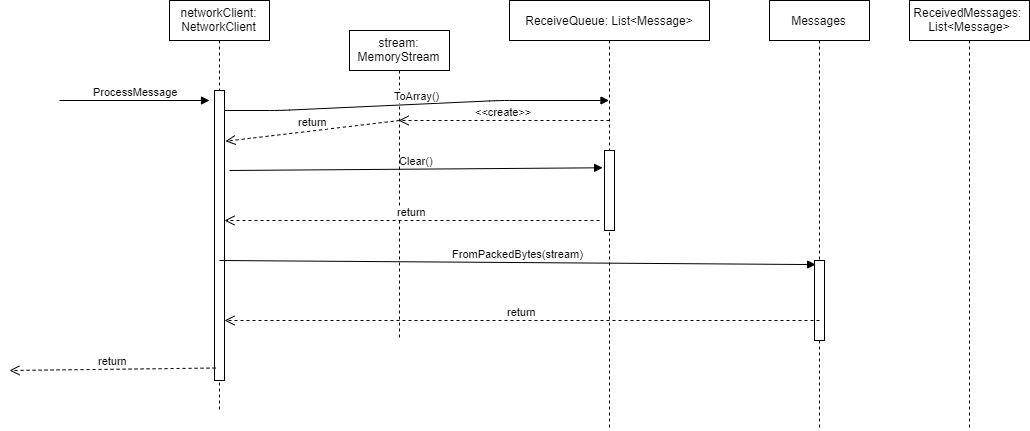 networkClient:
NetworkClient
stream:
MemoryStream
ReceiveQueue: List<Message>
Messages
ReceivedMessages:
List<Message>
ProcessMessage
ToArray()
<<create>>
return
Clear()
return
FromPackedBytes(stream)
return
return